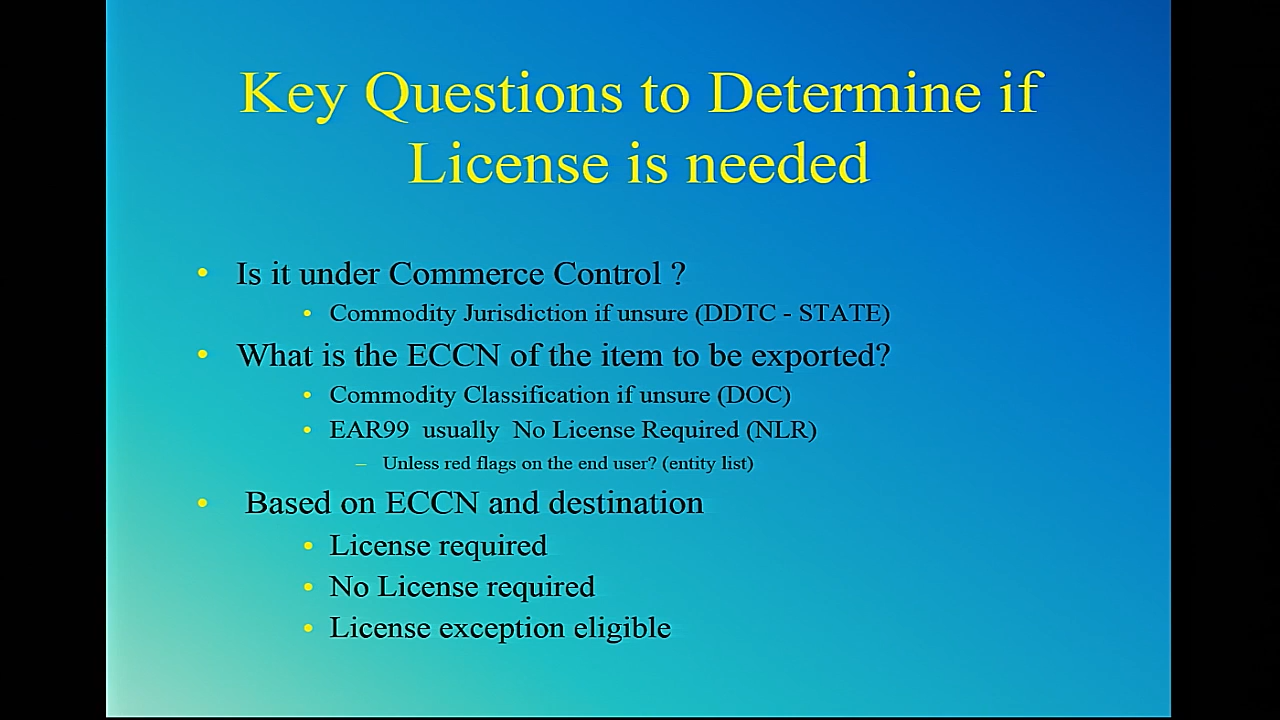 Key Questions to Determine if
License is needed
• Is it under Commerce Control ?
• Commodity Jurisdiction if unsure (DDTC - STATE)
• What is the ECCN of the item to be exported?
• Commodity Classification if unsure (DOC)
• EAR99 usually No License Required (NLR)
– Unless red flags on the end user? (entity list)
• Based on ECCN and destination
• License required
• No License required
• License exception eligible